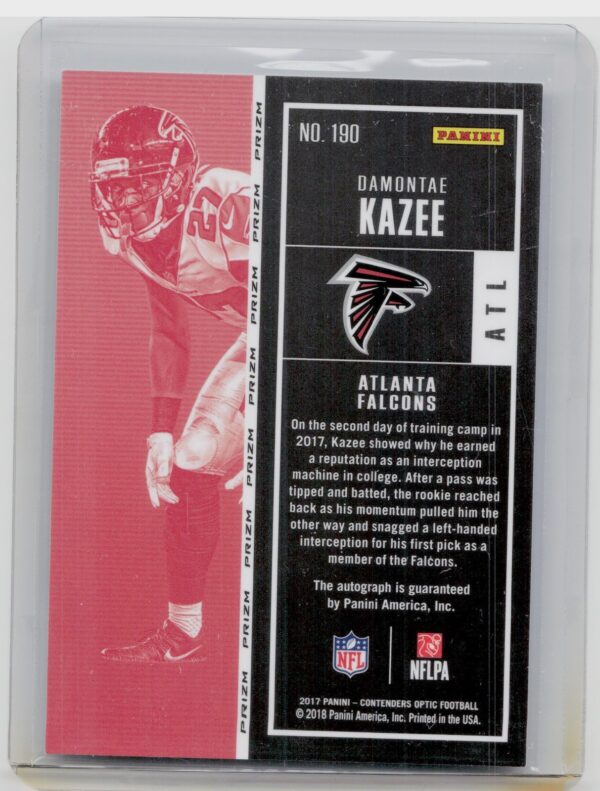 NO. 190
PANINI
DAMONTAE
KAZEE
ATL
ATLANTA
FALCONS
On the second day of training camp in
2017, Kazee showed why he earned
a reputation as an interception
machine in college. After a pass was
tipped and batted, the rookie reached
back as his momentum pulled him the
other way and snagged a left-handed
interception for his first pick as a
member of the Falcons.
The autograph is guaranteed
by Panini America, Inc.
NFL
NFLPA
2017 PANINI – CONTENDERS OPTIC FOOTBALL
© 2018 Panini America, Inc. Printed in the USA.
PRIZM
PRIZM
PRIZM
PRIZM
PRIZM
PRIZM
PRIZM
PRIZM
27